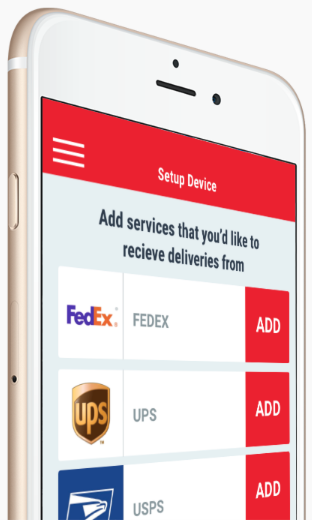 Setup Device
Add services that you'd like to
recieve deliveries from
FedEx
FEDEX
ADD
ups
UPS
ADD
USPS
ADD